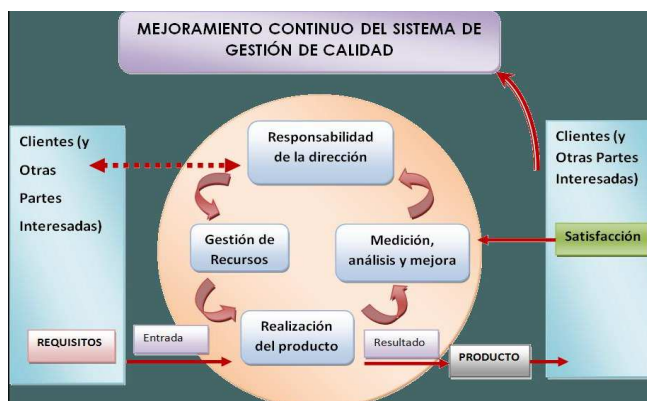 MEJORAMIENTO CONTINUO DEL SISTEMA DE
GESTIÓN DE CALIDAD
Clientes (y
Otras
Partes
Interesadas)
Responsabilidad
de la dirección
Clientes (y
Otras Partes
Interesadas)
Gestión de
Recursos
Medición,
análisis y mejora
Satisfacción
Realización
del producto
REQUISITOS
Entrada
Resultado
PRODUCTO